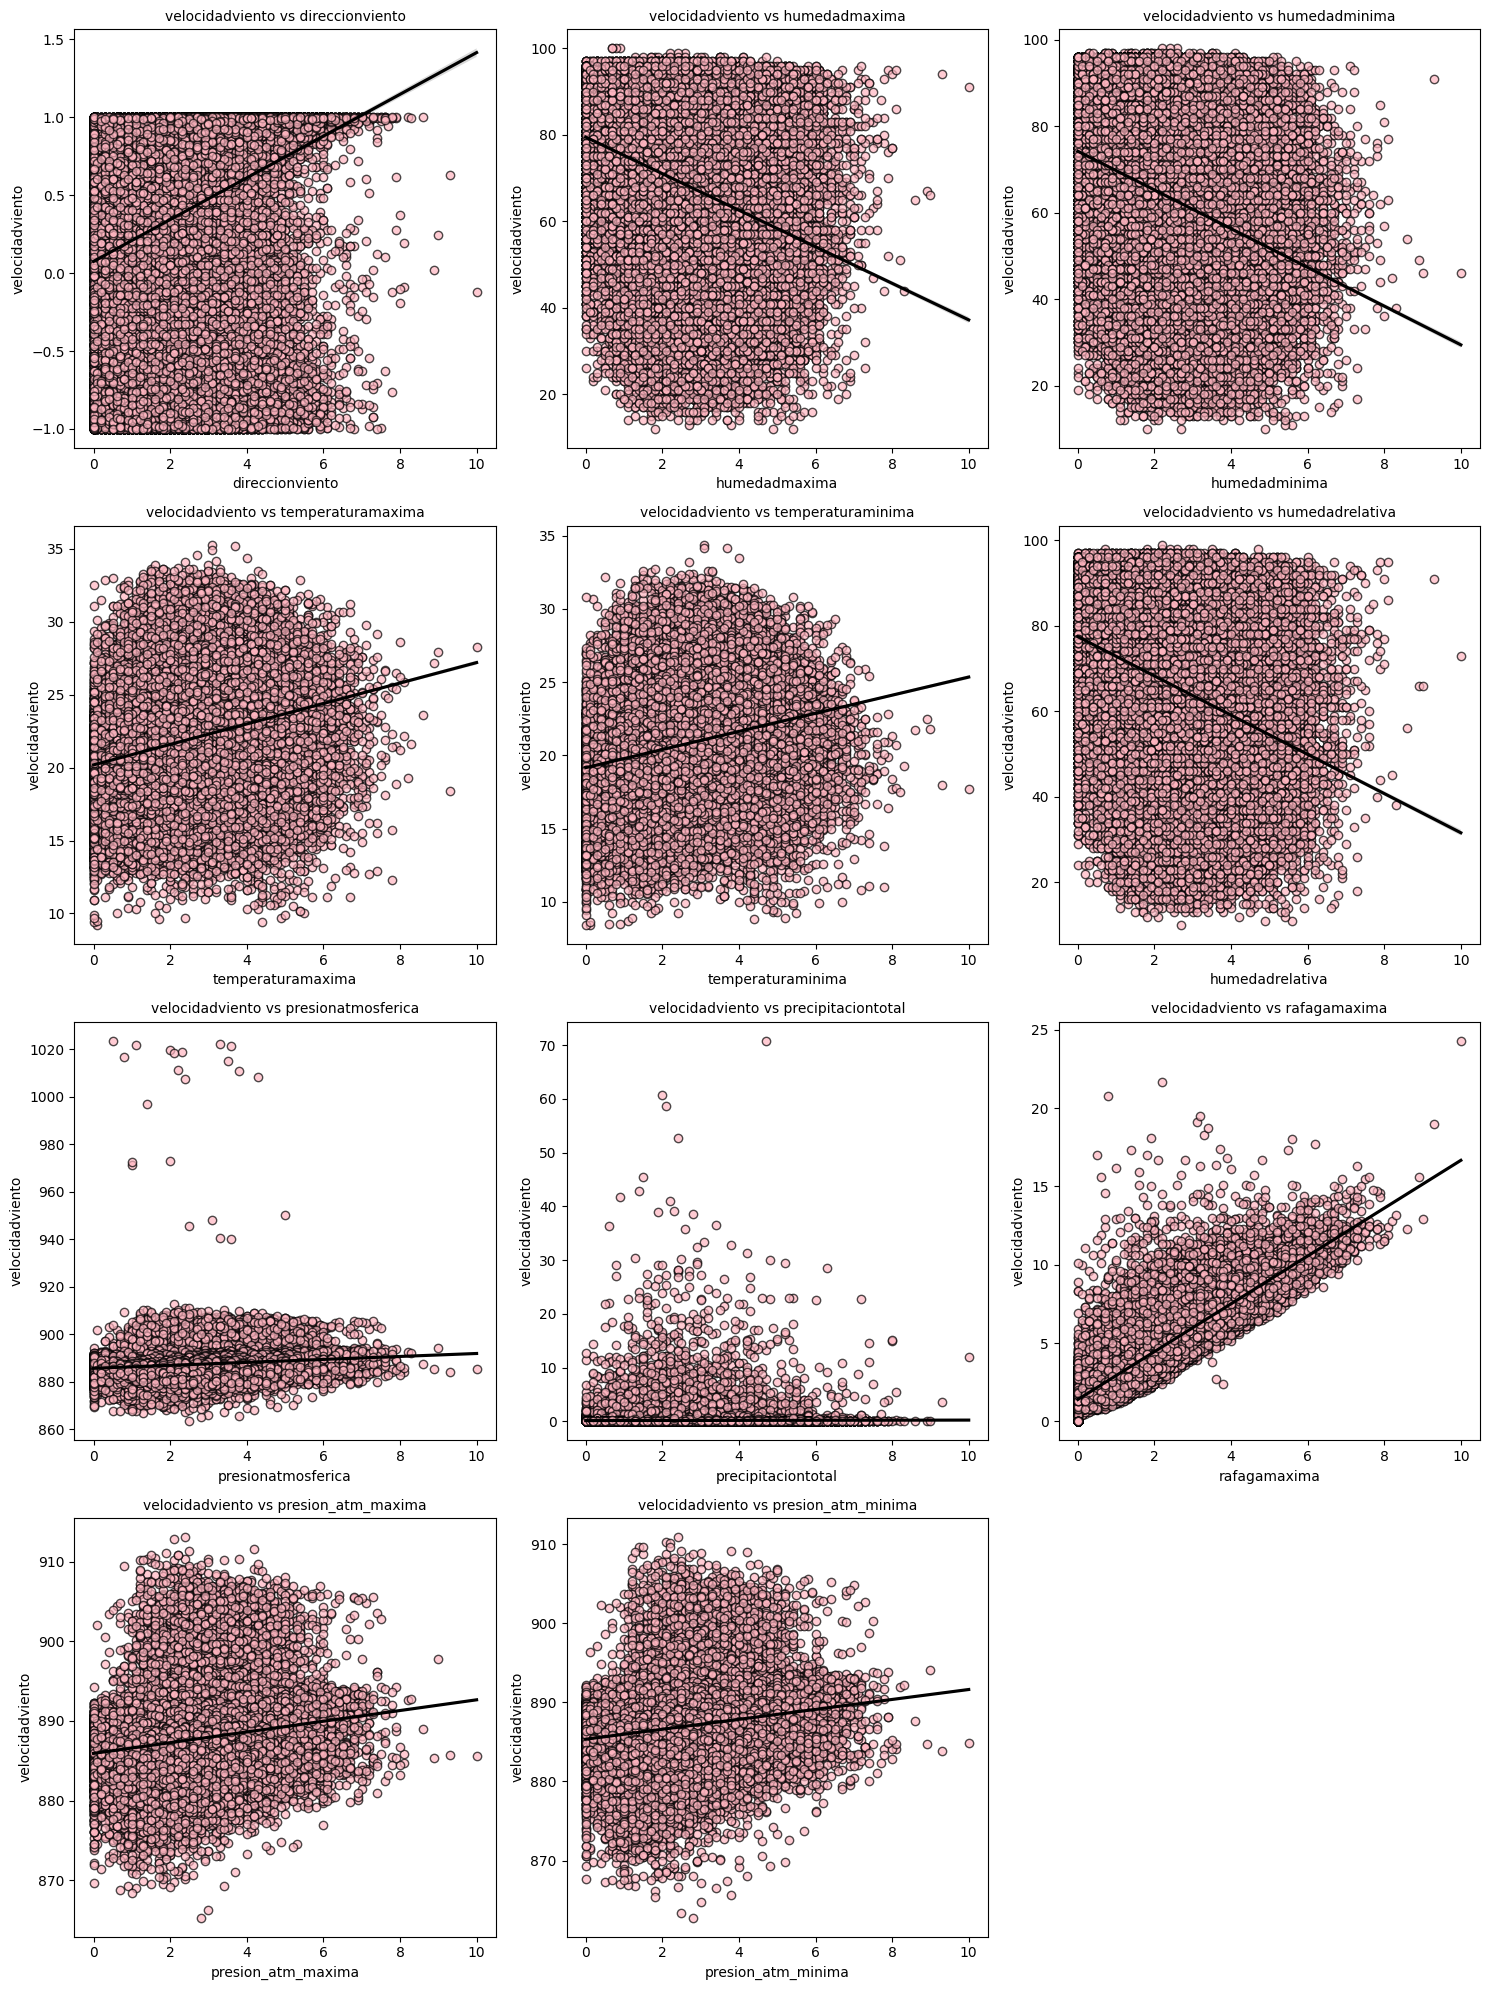 velocidadviento vs direccionviento
1.5
1.0
0.5
0.0
−0.5
−1.0
velocidadviento
0 2 4 6 8 10
direccionviento
velocidadviento vs humedadmaxima
100
80
60
40
20
velocidadviento
0 2 4 6 8 10
humedadmaxima
velocidadviento vs humedadminima
100
80
60
40
20
velocidadviento
0 2 4 6 8 10
humedadminima
velocidadviento vs temperaturamaxima
35
30
25
20
15
10
velocidadviento
0 2 4 6 8 10
temperaturamaxima
velocidadviento vs temperaturaminima
35
30
25
20
15
10
velocidadviento
0 2 4 6 8 10
temperaturaminima
velocidadviento vs humedadrelativa
100
80
60
40
20
velocidadviento
0 2 4 6 8 10
humedadrelativa
velocidadviento vs presionatmosferica
1020
1000
980
960
940
920
900
880
860
velocidadviento
0 2 4 6 8 10
presionatmosferica
velocidadviento vs precipitaciontotal
70
60
50
40
30
20
10
0
velocidadviento
0 2 4 6 8 10
precipitaciontotal
velocidadviento vs rafagamaxima
25
20
15
10
5
0
velocidadviento
0 2 4 6 8 10
rafagamaxima
velocidadviento vs presion_atm_maxima
910
900
890
880
870
velocidadviento
0 2 4 6 8 10
presion_atm_maxima
velocidadviento vs presion_atm_minima
910
900
890
880
870
velocidadviento
0 2 4 6 8 10
presion_atm_minima